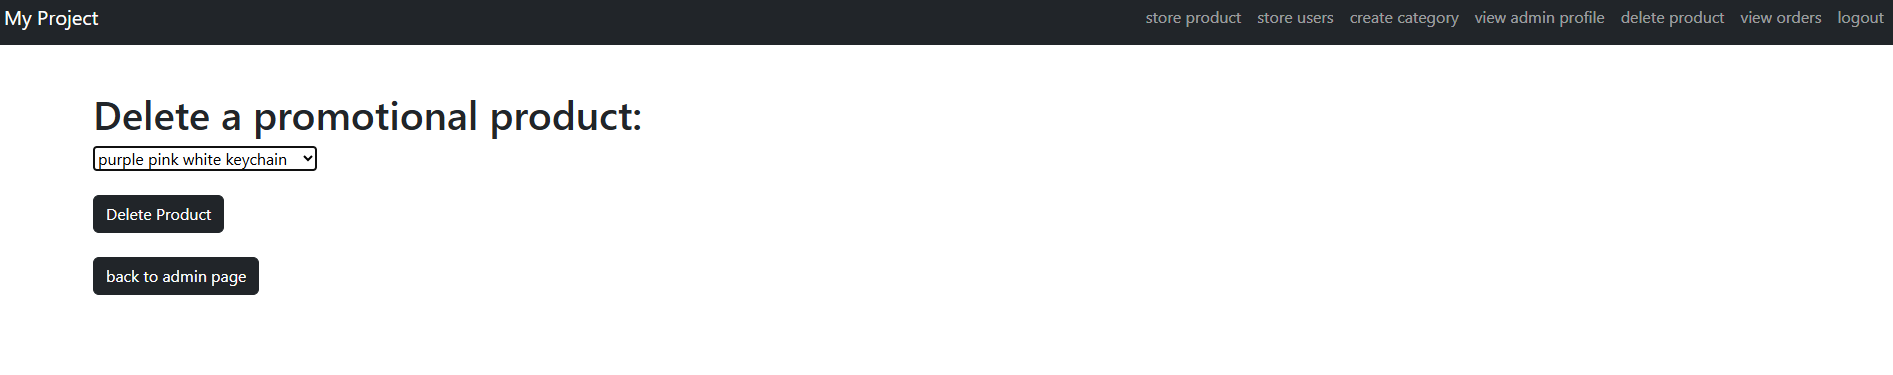 My Project store product store users create category view admin profile delete product view orders logout
Delete a promotional product:
purple pink white keychain
Delete Product
back to admin page